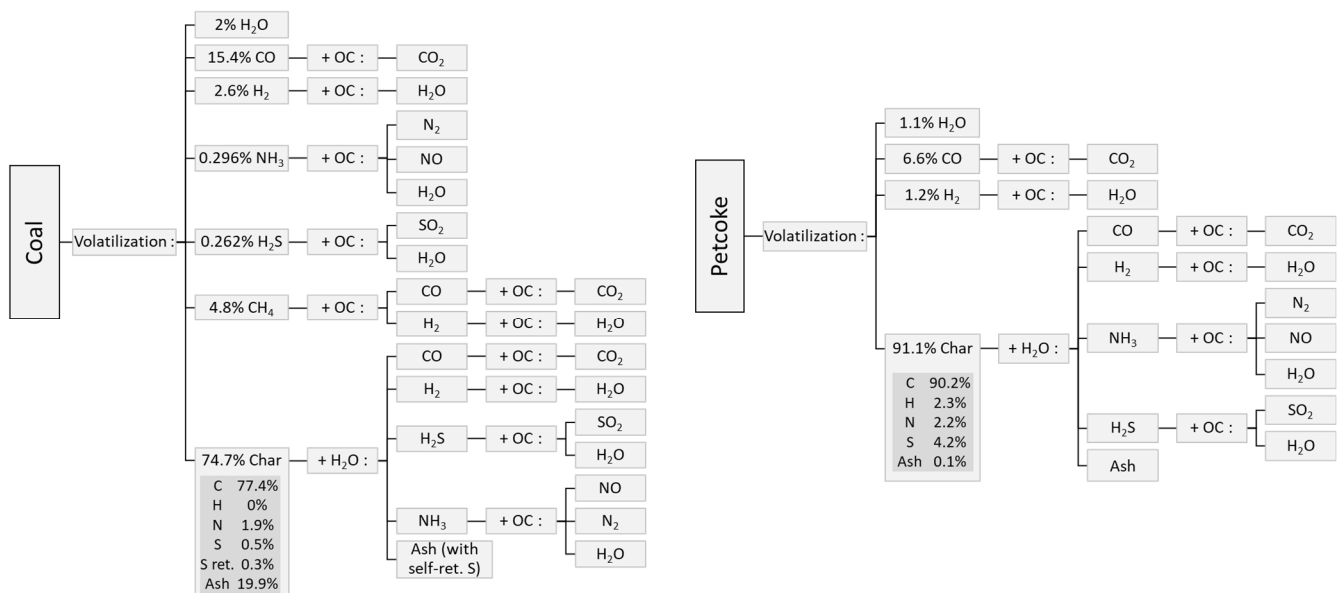 Coal
Volatilization :
2% H₂O
15.4% CO
+ OC :
CO₂
2.6% H₂
+ OC :
H₂O
0.296% NH₃
+ OC :
N₂
NO
H₂O
0.262% H₂S
+ OC :
SO₂
H₂O
4.8% CH₄
+ OC :
CO
+ OC :
CO₂
H₂
+ OC :
H₂O
74.7% Char
C 77.4%
H 0%
N 1.9%
S 0.5%
S ret. 0.3%
Ash 19.9%
+ H₂O :
CO
+ OC :
CO₂
H₂
+ OC :
H₂O
H₂S
+ OC :
SO₂
H₂O
NH₃
+ OC :
NO
N₂
H₂O
Ash (with
self-ret. S)
Petcoke
Volatilization :
1.1% H₂O
6.6% CO
+ OC :
CO₂
1.2% H₂
+ OC :
H₂O
91.1% Char
C 90.2%
H 2.3%
N 2.2%
S 4.2%
Ash 0.1%
+ H₂O :
CO
+ OC :
CO₂
H₂
+ OC :
H₂O
NH₃
+ OC :
N₂
NO
H₂O
H₂S
+ OC :
SO₂
H₂O
Ash